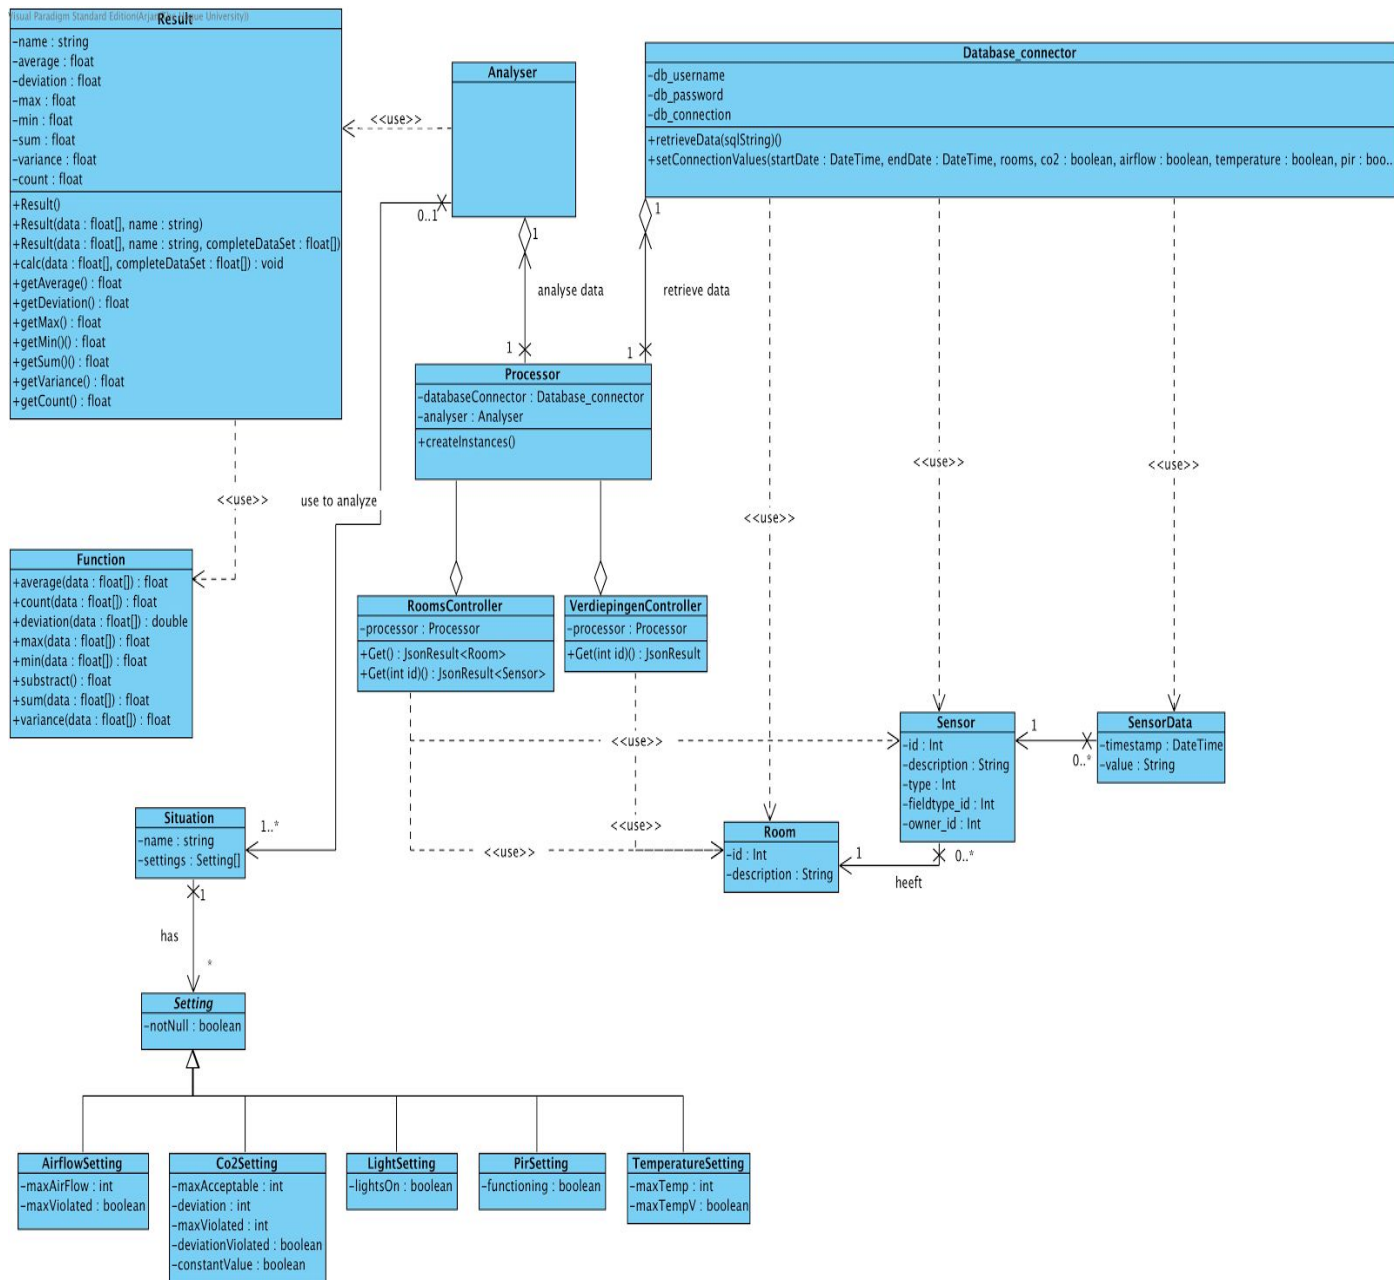 Visual Paradigm Standard Edition(Arjan(The Hague University))
Result
-name : string
-average : float
-deviation : float
-max : float
-min : float
-sum : float
-variance : float
-count : float
+Result()
+Result(data : float[], name : string)
+Result(data : float[], name : string, completeDataSet : float[])
+calc(data : float[], completeDataSet : float[]) : void
+getAverage() : float
+getDeviation() : float
+getMax() : float
+getMin()() : float
+getSum()() : float
+getVariance() : float
+getCount() : float
<<use>>
Analyser
0..1
1
analyse data
1
Database_connector
-db_username
-db_password
-db_connection
+retrieveData(sqlString)()
+setConnectionValues(startDate : DateTime, endDate : DateTime, rooms, co2 : boolean, airflow : boolean, temperature : boolean, pir : boo..
1
retrieve data
1
Processor
-databaseConnector : Database_connector
-analyser : Analyser
+createInstances()
<<use>>
use to analyze
<<use>>
<<use>>
<<use>>
Function
+average(data : float[]) : float
+count(data : float[]) : float
+deviation(data : float[]) : double
+max(data : float[]) : float
+min(data : float[]) : float
+substract() : float
+sum(data : float[]) : float
+variance(data : float[]) : float
RoomsController
-processor : Processor
+Get() : JsonResult<Room>
+Get(int id)() : JsonResult<Sensor>
VerdiepingenController
-processor : Processor
+Get(int id)() : JsonResult
<<use>>
<<use>>
<<use>>
Sensor
-id : Int
-description : String
-type : Int
-fieldtype_id : Int
-owner_id : Int
1
0..*
SensorData
-timestamp : DateTime
-value : String
Room
-id : Int
-description : String
1
0..*
heeft
Situation
-name : string
-settings : Setting[]
1..*
1
has
*
Setting
-notNull : boolean
AirflowSetting
-maxAirFlow : int
-maxViolated : boolean
Co2Setting
-maxAcceptable : int
-deviation : int
-maxViolated : int
-deviationViolated : boolean
-constantValue : boolean
LightSetting
-lightsOn : boolean
PirSetting
-functioning : boolean
TemperatureSetting
-maxTemp : int
-maxTempV : boolean